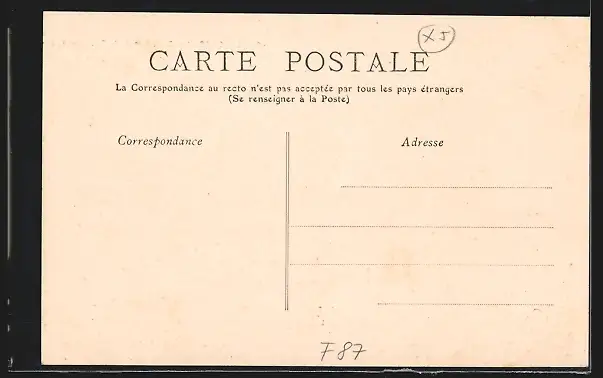 XJ
CARTE POSTALE
La Correspondance au recto n'est pas acceptée par tous les pays étrangers
(Se renseigner à la Poste)
Correspondance
Adresse
F87